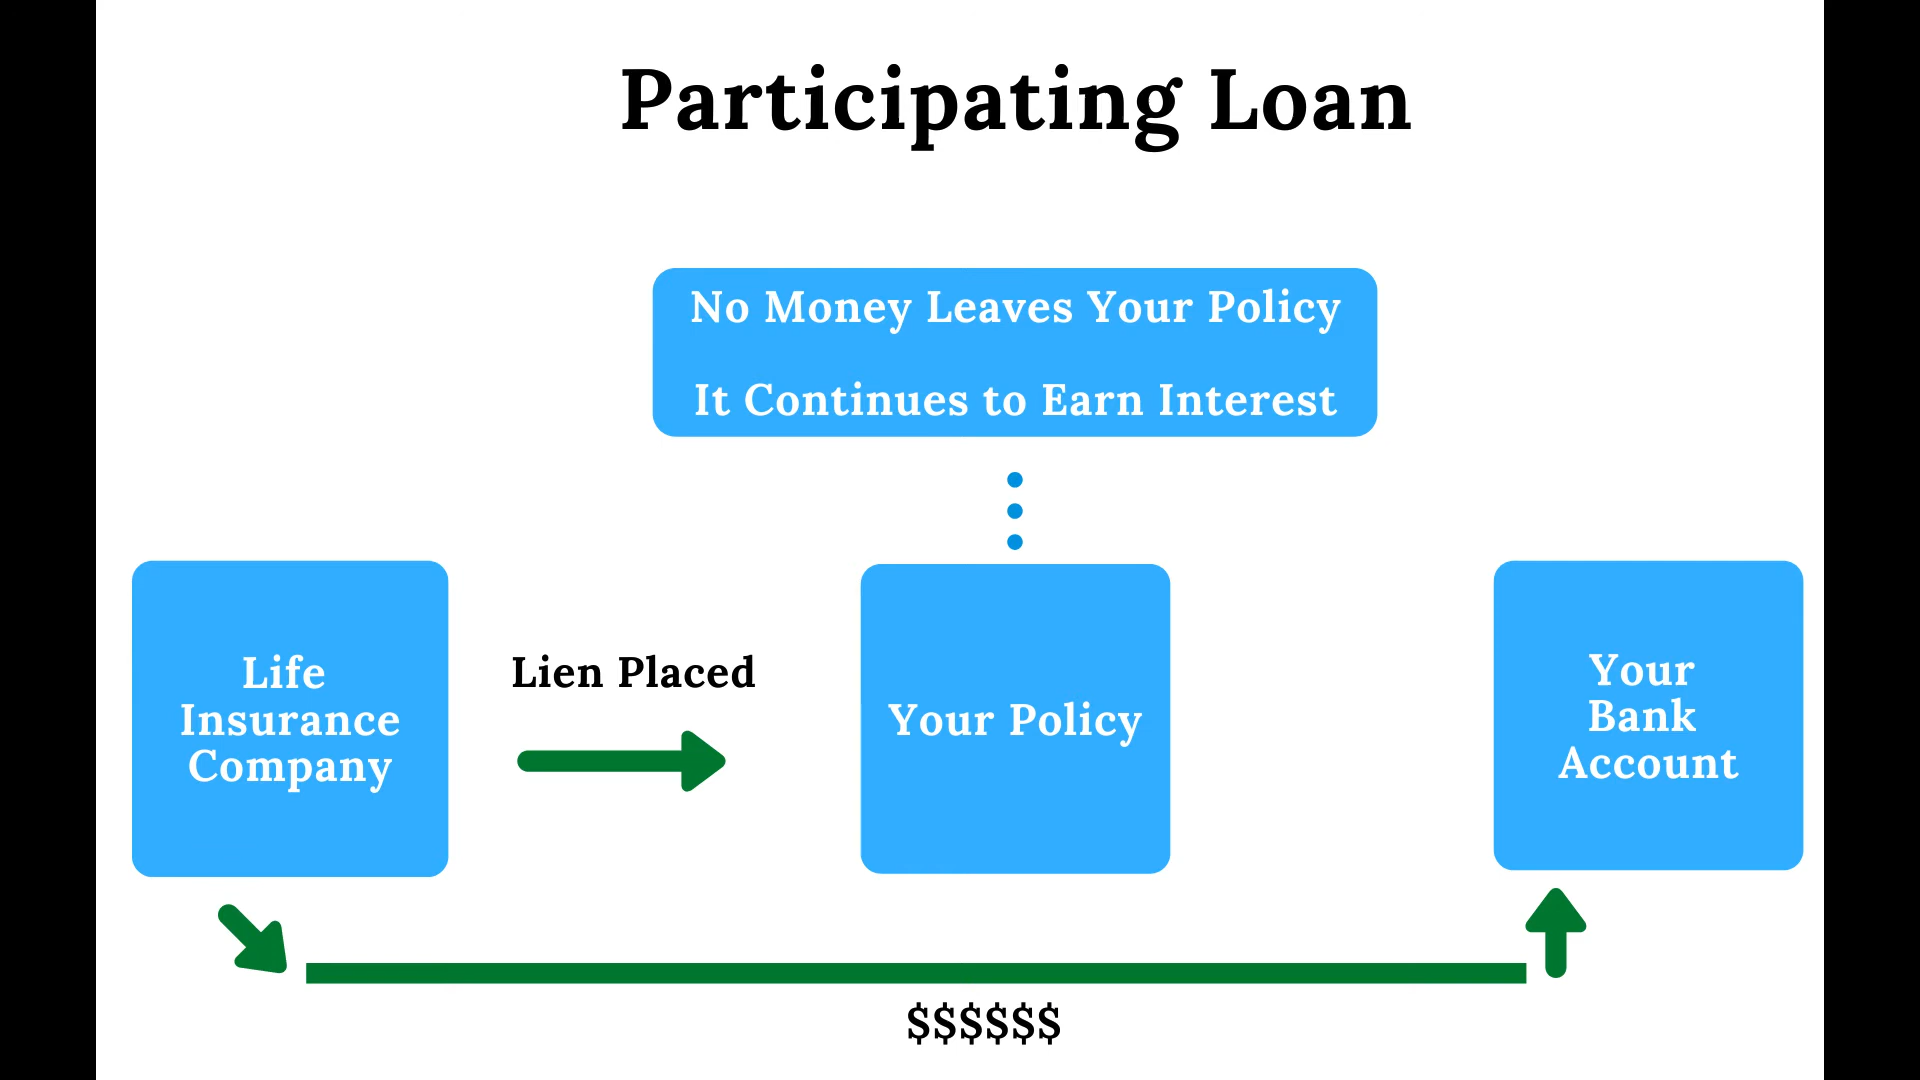 Participating Loan
No Money Leaves Your Policy
It Continues to Earn Interest
Life
Insurance
Company
Lien Placed
Your Policy
Your
Bank
Account
$$$$$$